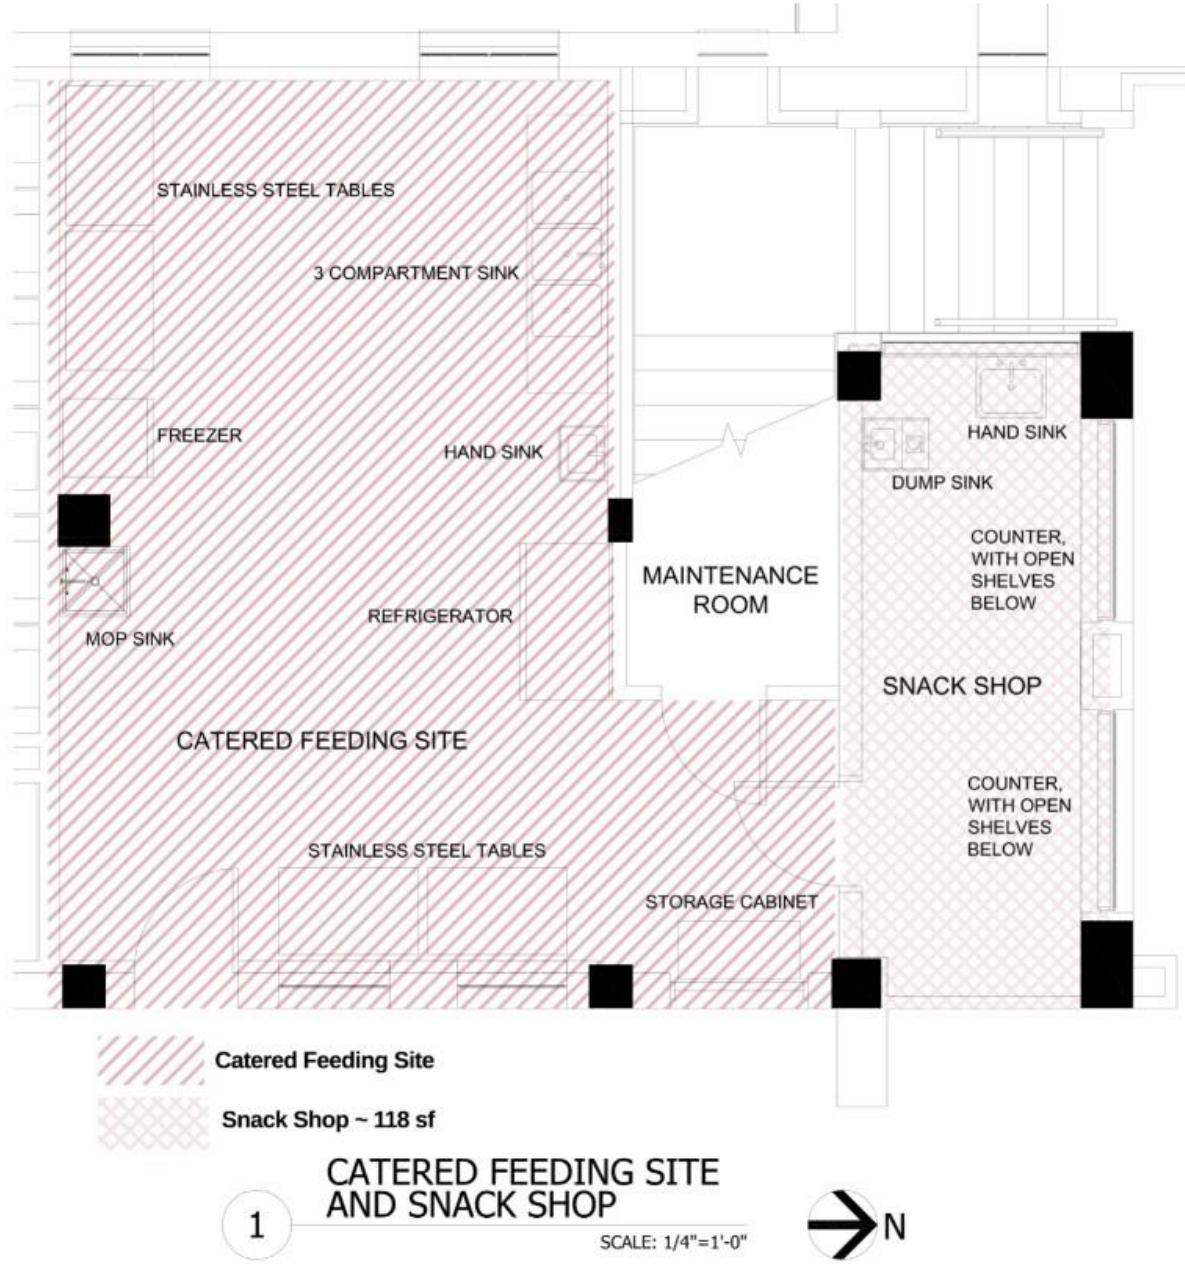 STAINLESS STEEL TABLES
3 COMPARTMENT SINK
FREEZER
HAND SINK
HAND SINK
DUMP SINK
COUNTER,
WITH OPEN
SHELVES
BELOW
MAINTENANCE
ROOM
REFRIGERATOR
MOP SINK
SNACK SHOP
CATERED FEEDING SITE
COUNTER,
WITH OPEN
SHELVES
BELOW
STAINLESS STEEL TABLES
STORAGE CABINET
Catered Feeding Site
Snack Shop ~ 118 sf
CATERED FEEDING SITE
AND SNACK SHOP
1
SCALE: 1/4"=1'-0"
N